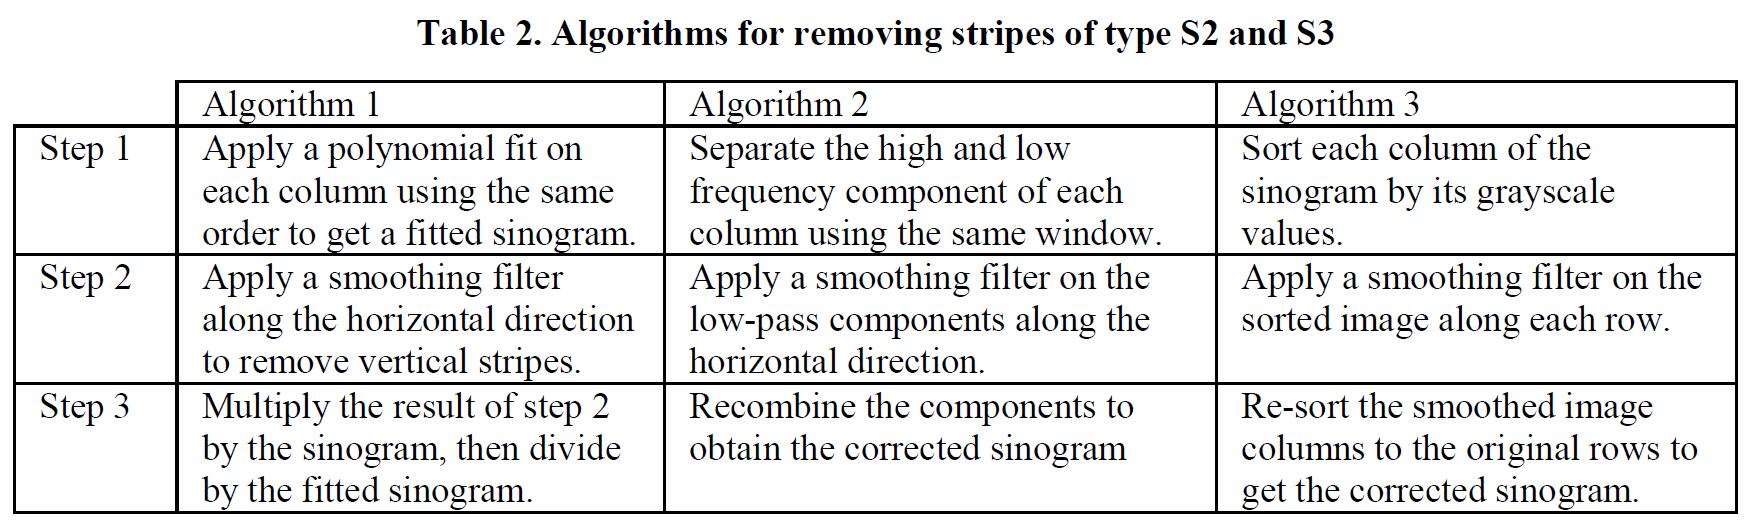 Table 2. Algorithms for removing stripes of type S2 and S3
Algorithm 1 Algorithm 2 Algorithm 3
Step 1
Apply a polynomial fit on
each column using the same
order to get a fitted sinogram.
Separate the high and low
frequency component of each
column using the same window.
Sort each column of the
sinogram by its grayscale
values.
Step 2
Apply a smoothing filter
along the horizontal direction
to remove vertical stripes.
Apply a smoothing filter on the
low-pass components along the
horizontal direction.
Apply a smoothing filter on the
sorted image along each row.
Step 3
Multiply the result of step 2
by the sinogram, then divide
by the fitted sinogram.
Recombine the components to
obtain the corrected sinogram
Re-sort the smoothed image
columns to the original rows to
get the corrected sinogram.